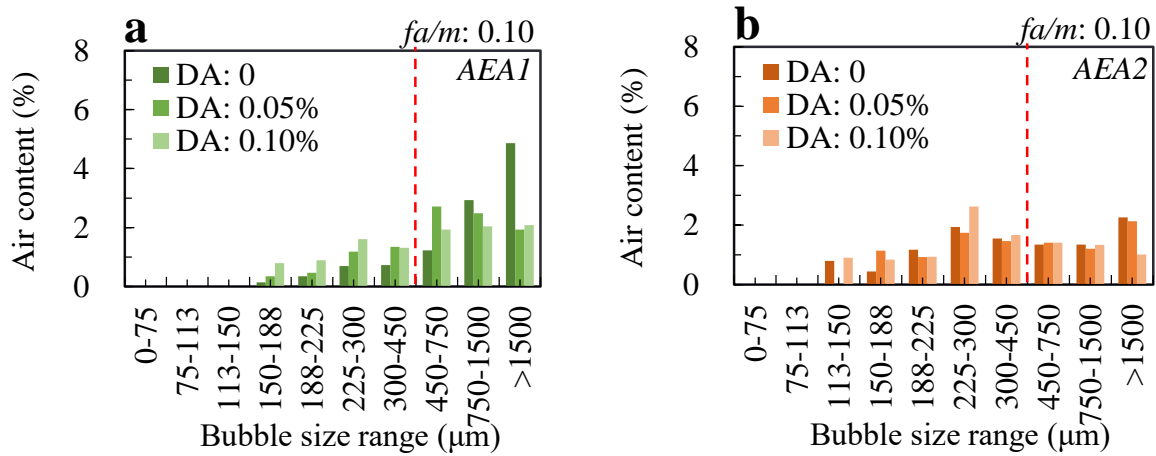 a
fa/m: 0.10
AEA1
DA: 0
DA: 0.05%
DA: 0.10%
Air content (%)
8
6
4
2
0
0-75
75-113
113-150
150-188
188-225
225-300
300-450
450-750
750-1500
>1500
Bubble size range (μm)
b
fa/m: 0.10
AEA2
DA: 0
DA: 0.05%
DA: 0.10%
Air content (%)
8
6
4
2
0
0-75
75-113
113-150
150-188
188-225
225-300
300-450
450-750
750-1500
>1500
Bubble size range (μm)